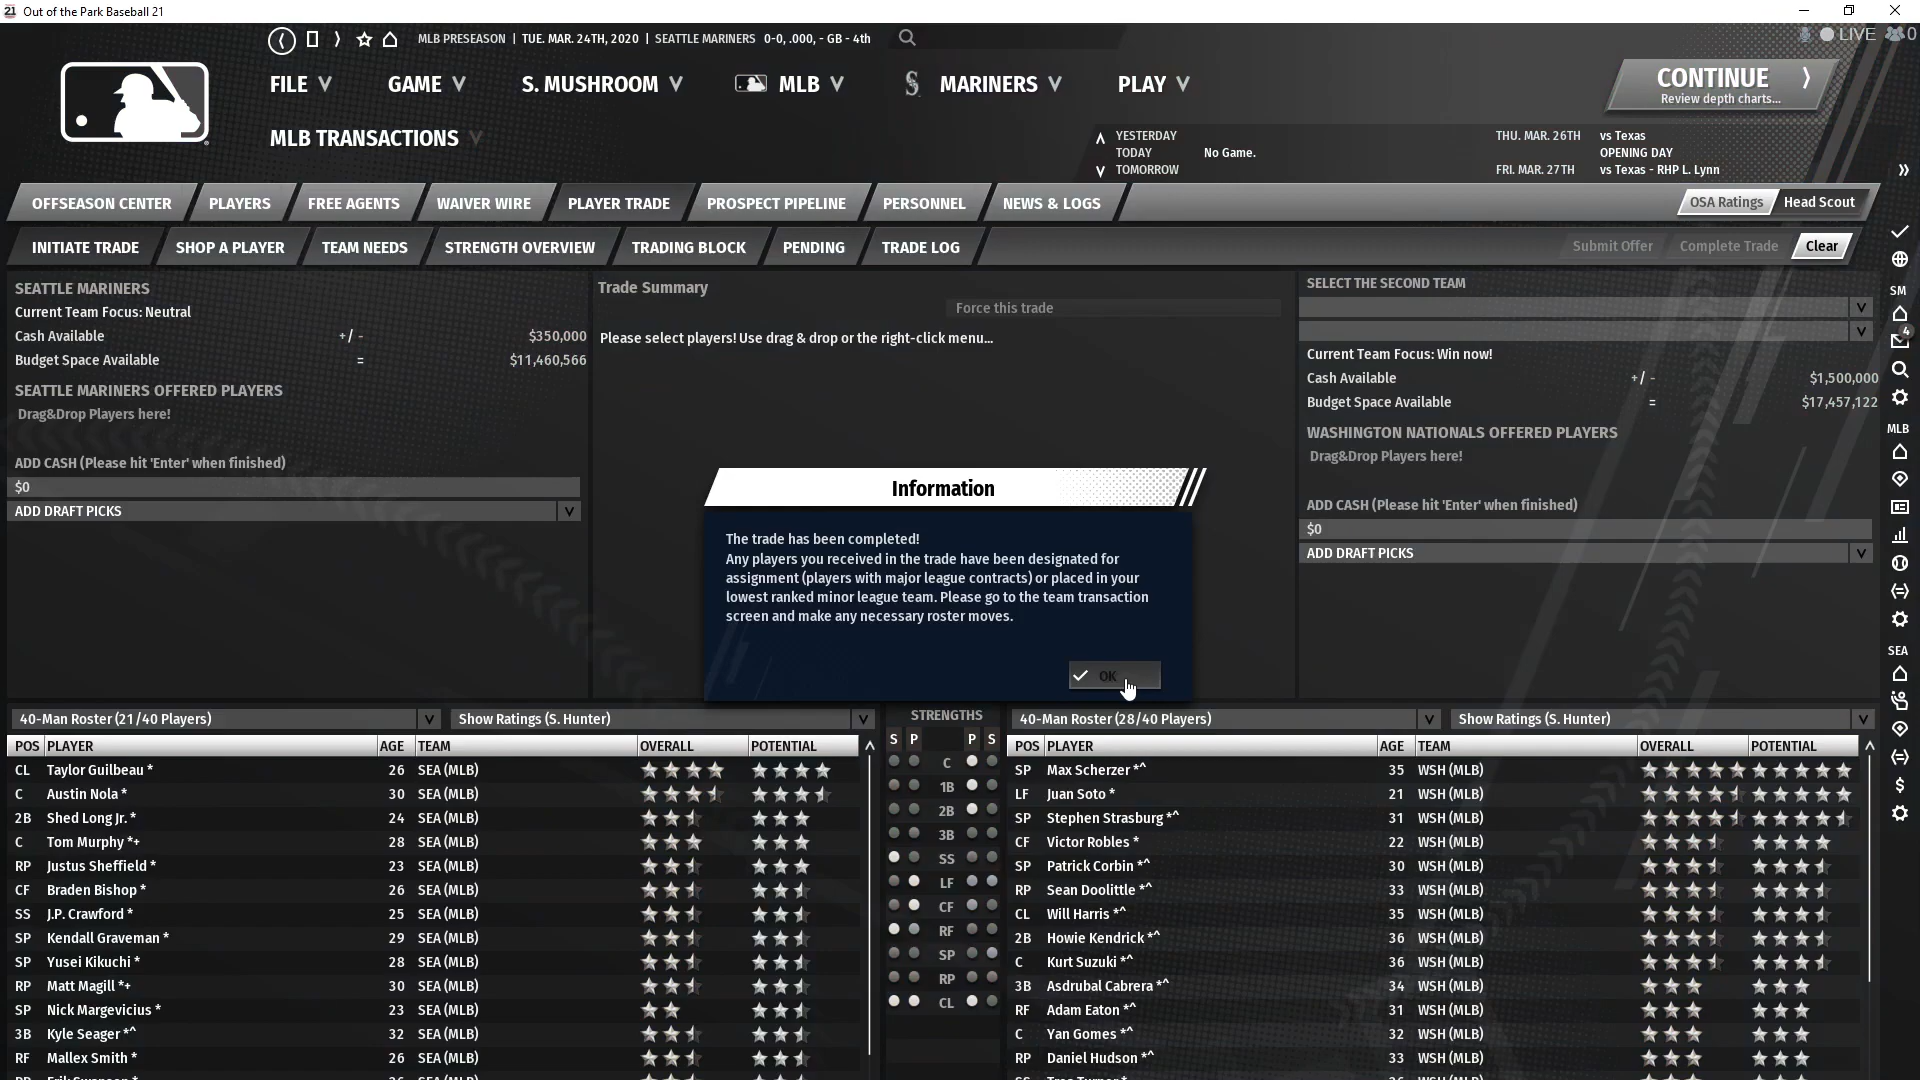 Out of the Park Baseball 21
MLB PRESEASON | TUE. MAR. 24TH, 2020 | SEATTLE MARINERS 0-0, .000, - GB - 4th
LIVE 0
FILE GAME S. MUSHROOM MLB MARINERS PLAY
CONTINUE
Review depth charts...
MLB TRANSACTIONS
YESTERDAY
TODAY No Game.
TOMORROW
THU. MAR. 26TH vs Texas
OPENING DAY
FRI. MAR. 27TH vs Texas - RHP L. Lynn
OFFSEASON CENTER PLAYERS FREE AGENTS WAIVER WIRE PLAYER TRADE PROSPECT PIPELINE PERSONNEL NEWS & LOGS
OSA Ratings Head Scout
INITIATE TRADE SHOP A PLAYER TEAM NEEDS STRENGTH OVERVIEW TRADING BLOCK PENDING TRADE LOG
Submit Offer Complete Trade Clear
SEATTLE MARINERS
Current Team Focus: Neutral
Cash Available +/ - $350,000
Budget Space Available = $11,460,566
SEATTLE MARINERS OFFERED PLAYERS
Drag&Drop Players here!
ADD CASH (Please hit 'Enter' when finished)
$0
ADD DRAFT PICKS
Trade Summary
Force this trade
Please select players! Use drag & drop or the right-click menu...
SELECT THE SECOND TEAM
Current Team Focus: Win now!
Cash Available +/ - $1,500,000
Budget Space Available = $17,457,122
WASHINGTON NATIONALS OFFERED PLAYERS
Drag&Drop Players here!
ADD CASH (Please hit 'Enter' when finished)
$0
ADD DRAFT PICKS
Information
The trade has been completed!
Any players you received in the trade have been designated for
assignment (players with major league contracts) or placed in your
lowest ranked minor league team. Please go to the team transaction
screen and make any necessary roster moves.
OK
SM
4
MLB
SEA
$
40-Man Roster (21/40 Players) Show Ratings (S. Hunter)
POS PLAYER AGE TEAM OVERALL POTENTIAL
CL Taylor Guilbeau * 26 SEA (MLB)
C Austin Nola * 30 SEA (MLB)
2B Shed Long Jr. * 24 SEA (MLB)
C Tom Murphy *+ 28 SEA (MLB)
RP Justus Sheffield * 23 SEA (MLB)
CF Braden Bishop * 26 SEA (MLB)
SS J.P. Crawford * 25 SEA (MLB)
SP Kendall Graveman * 29 SEA (MLB)
SP Yusei Kikuchi * 28 SEA (MLB)
RP Matt Magill *+ 30 SEA (MLB)
SP Nick Margevicius * 23 SEA (MLB)
3B Kyle Seager *^ 32 SEA (MLB)
RF Mallex Smith * 26 SEA (MLB)
STRENGTHS
S P P S
C
1B
2B
3B
SS
LF
CF
RF
SP
RP
CL
40-Man Roster (28/40 Players) Show Ratings (S. Hunter)
POS PLAYER AGE TEAM OVERALL POTENTIAL
SP Max Scherzer *^ 35 WSH (MLB)
LF Juan Soto * 21 WSH (MLB)
SP Stephen Strasburg *^ 31 WSH (MLB)
CF Victor Robles * 22 WSH (MLB)
SP Patrick Corbin *^ 30 WSH (MLB)
RP Sean Doolittle *^ 33 WSH (MLB)
CL Will Harris *^ 35 WSH (MLB)
2B Howie Kendrick *^ 36 WSH (MLB)
C Kurt Suzuki *^ 36 WSH (MLB)
3B Asdrubal Cabrera *^ 34 WSH (MLB)
RF Adam Eaton *^ 31 WSH (MLB)
C Yan Gomes *^ 32 WSH (MLB)
RP Daniel Hudson *^ 33 WSH (MLB)